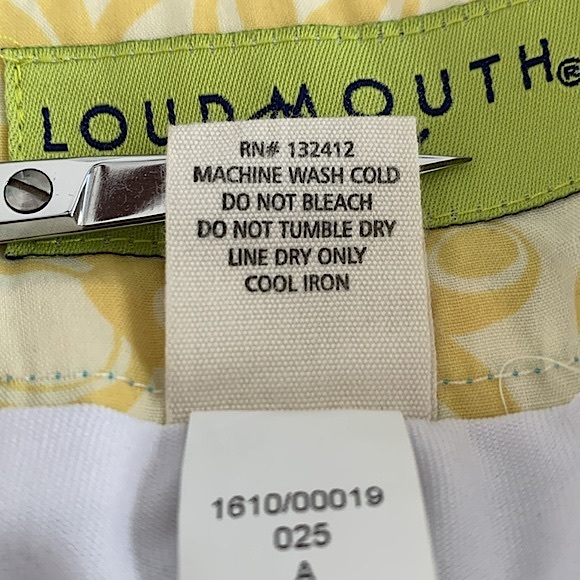 LOUDMOUTH®
RN# 132412
MACHINE WASH COLD
DO NOT BLEACH
DO NOT TUMBLE DRY
LINE DRY ONLY
COOL IRON
1610/00019
025
A